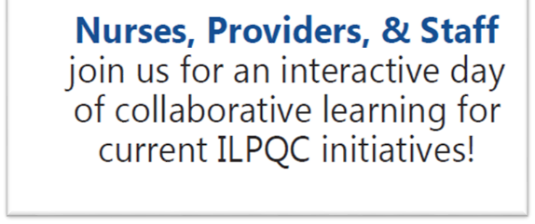 Nurses, Providers, & Staff
join us for an interactive day
of collaborative learning for
current ILPQC initiatives!